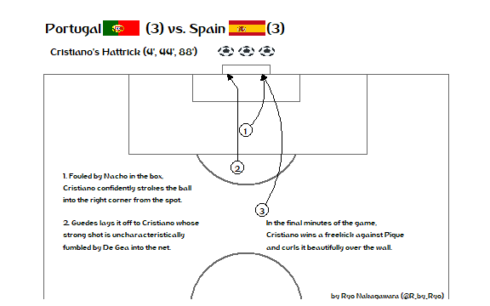 Portugal (3) vs. Spain (3)
Cristiano's Hattrick (4', 44', 88')
1
2
3
1. Fouled by Nacho in the box,
Cristiano confidently strokes the ball
into the right corner from the spot.
2. Guedes lays it off to Cristiano whose
strong shot is uncharacteristically
fumbled by De Gea into the net.
In the final minutes of the game,
Cristiano wins a freekick against Pique
and curls it beautifully over the wall.
by Ryo Nakagawara (@R_by_Ryo)